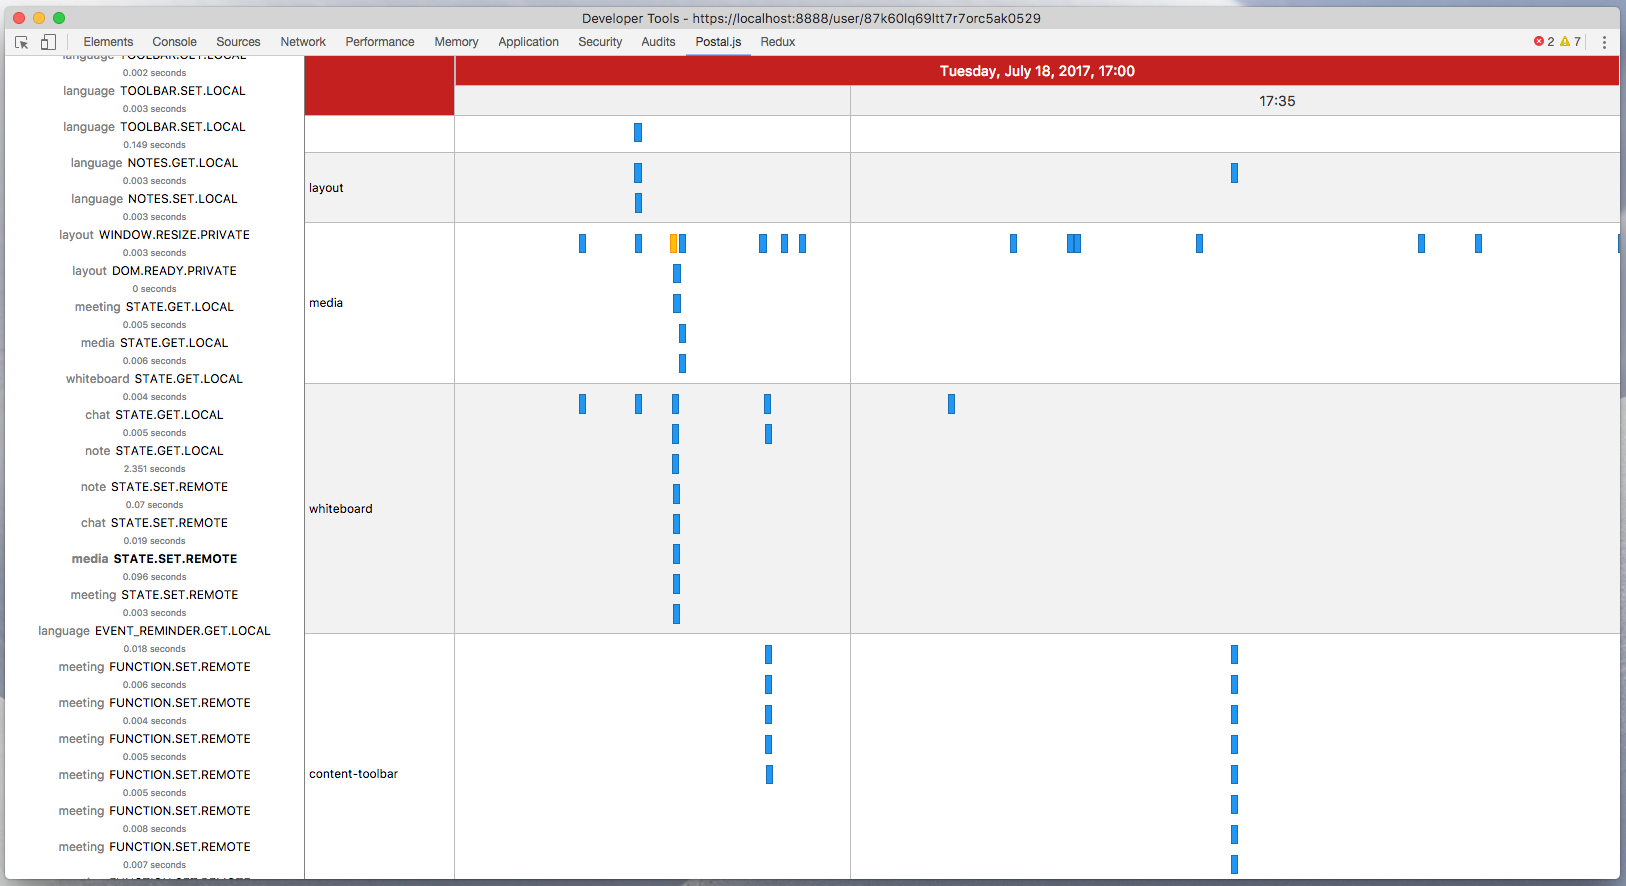 Developer Tools - https://localhost:8888/user/87k60lq69ltt7r7orc5ak0529
Elements Console Sources Network Performance Memory Application Security Audits Postal.js Redux 2 7
language TOOLBAR.GET.LOCAL
0.002 seconds
language TOOLBAR.SET.LOCAL
0.003 seconds
language TOOLBAR.SET.LOCAL
0.149 seconds
language NOTES.GET.LOCAL
0.003 seconds
language NOTES.SET.LOCAL
0.003 seconds
layout WINDOW.RESIZE.PRIVATE
0.003 seconds
layout DOM.READY.PRIVATE
0 seconds
meeting STATE.GET.LOCAL
0.005 seconds
media STATE.GET.LOCAL
0.006 seconds
whiteboard STATE.GET.LOCAL
0.004 seconds
chat STATE.GET.LOCAL
0.005 seconds
note STATE.GET.LOCAL
2.351 seconds
note STATE.SET.REMOTE
0.07 seconds
chat STATE.SET.REMOTE
0.019 seconds
media STATE.SET.REMOTE
0.096 seconds
meeting STATE.SET.REMOTE
0.003 seconds
language EVENT_REMINDER.GET.LOCAL
0.018 seconds
meeting FUNCTION.SET.REMOTE
0.006 seconds
meeting FUNCTION.SET.REMOTE
0.004 seconds
meeting FUNCTION.SET.REMOTE
0.005 seconds
meeting FUNCTION.SET.REMOTE
0.005 seconds
meeting FUNCTION.SET.REMOTE
0.008 seconds
meeting FUNCTION.SET.REMOTE
0.007 seconds
Tuesday, July 18, 2017, 17:00
17:35
layout
media
whiteboard
content-toolbar